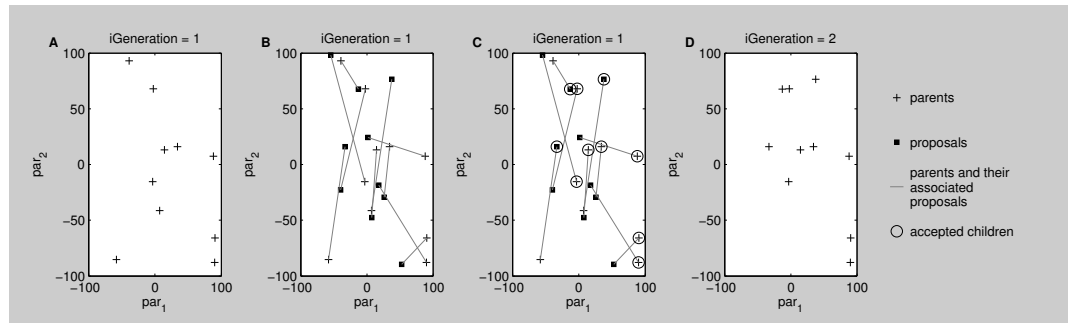 A iGeneration = 1
100
50
0
−50
−100
−100 0 100
par2
par1
B iGeneration = 1
100
50
0
−50
−100
−100 0 100
par1
C iGeneration = 1
100
50
0
−50
−100
−100 0 100
par2
par1
D iGeneration = 2
100
50
0
−50
−100
−100 0 100
par2
par1
parents
proposals
parents and their
associated
proposals
accepted children